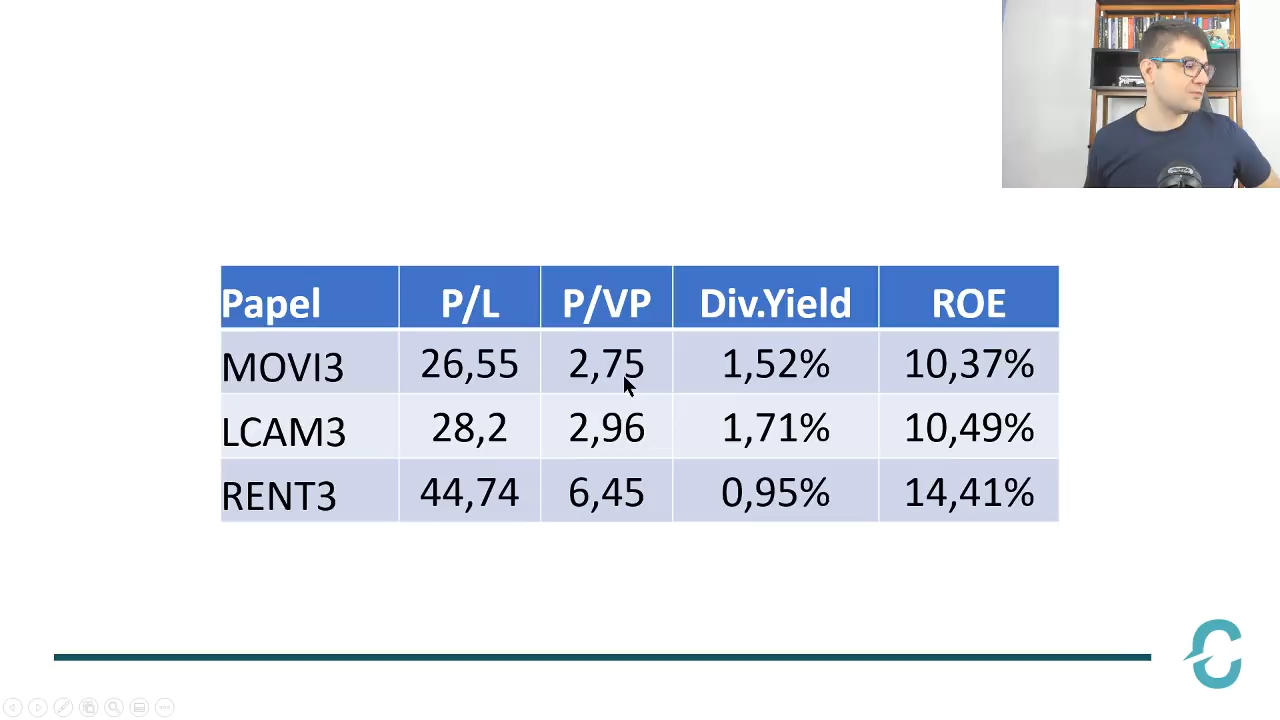 Papel P/L P/VP Div.Yield ROE
MOVI3 26,55 2,75 1,52% 10,37%
LCAM3 28,2 2,96 1,71% 10,49%
RENT3 44,74 6,45 0,95% 14,41%